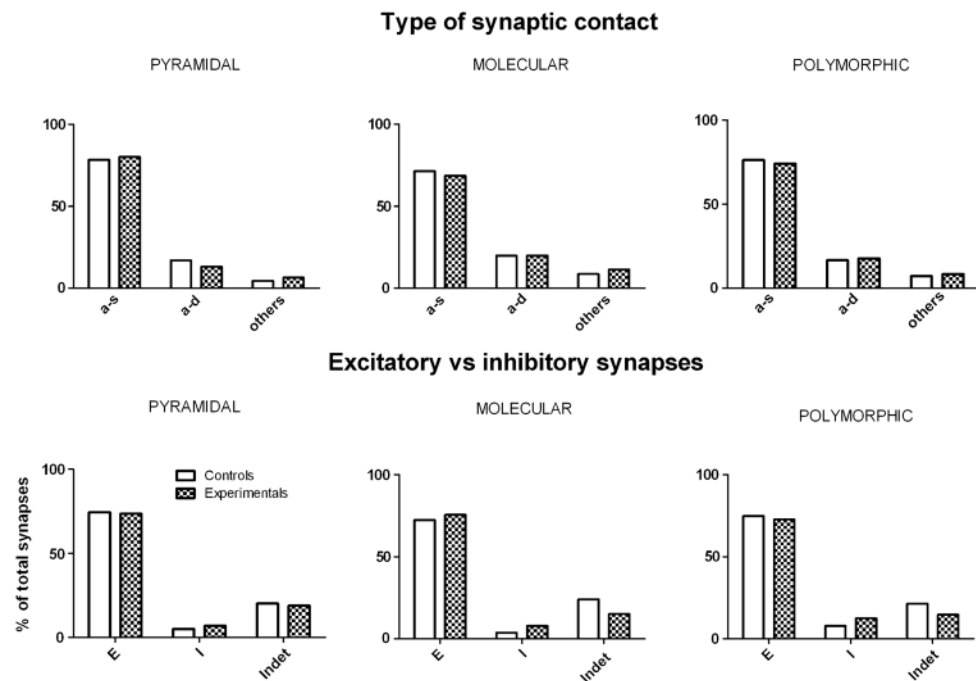 Type of synaptic contact
PYRAMIDAL
MOLECULAR
POLYMORPHIC
100
50
0
a-s
a-d
others
100
50
0
a-s
a-d
others
100
50
0
a-s
a-d
others
Excitatory vs inhibitory synapses
PYRAMIDAL
MOLECULAR
POLYMORPHIC
% of total synapses
100
50
0
E
I
Indet
Controls
Experimentals
100
50
0
E
I
Indet
100
50
0
E
I
Indet